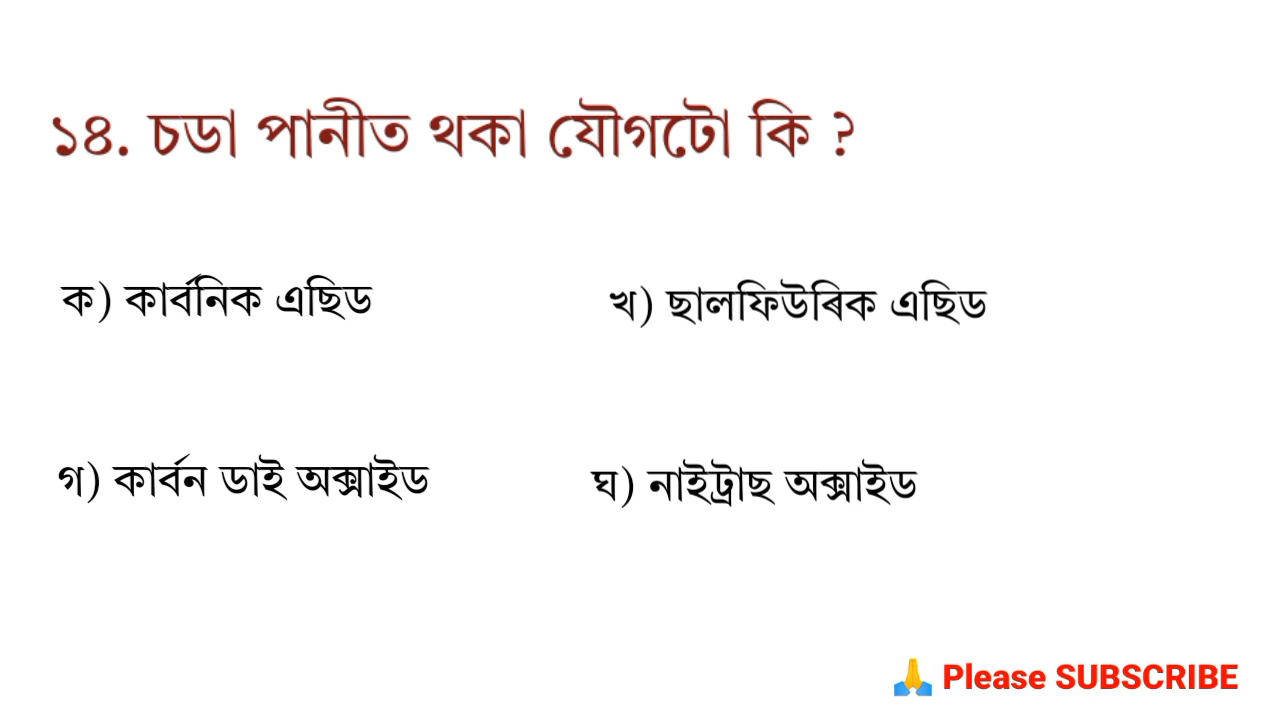 ১৪. চডা পানীত থকা যৌগটো কি ?
ক) কাৰ্বনিক এছিড
খ) ছালফিউৰিক এছিড
গ) কাৰ্বন ডাই অক্সাইড
ঘ) নাইট্ৰাছ অক্সাইড
🙏 Please SUBSCRIBE